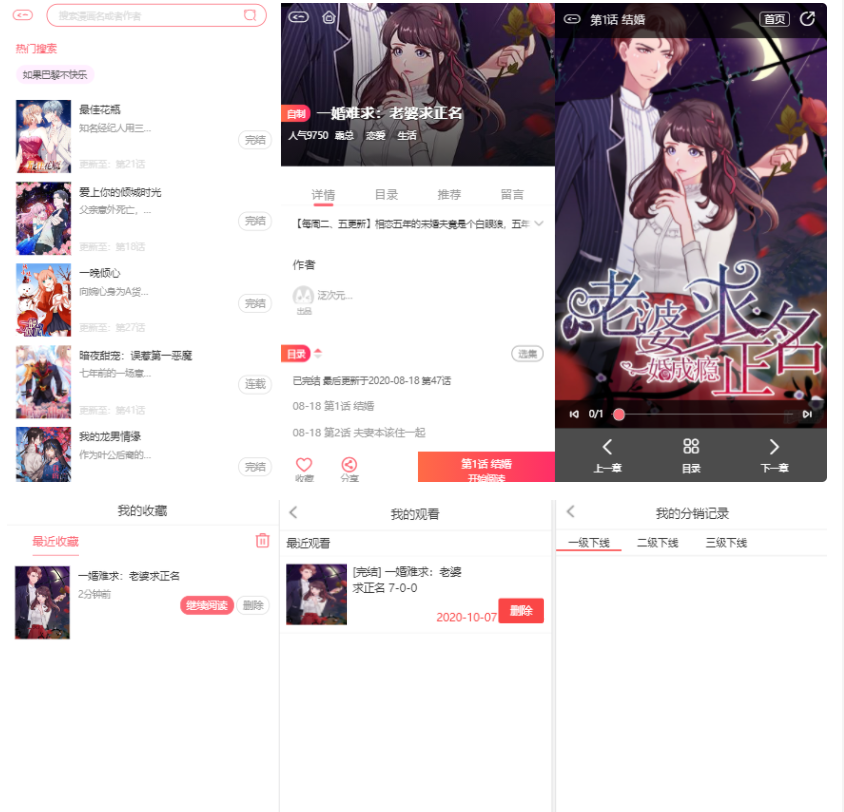 搜索漫画名或者作者
热门搜索
如果巴黎不快乐
最佳花瓶
知名经纪人用三...
完结
更新至：第21话
爱上你的倾城时光
父亲意外死亡，...
完结
更新至：第18话
一晚倾心
向婉心身为A货...
完结
更新至：第27话
暗夜甜宠：误惹第一恶魔
七年前的一场意...
连载
更新至：第41话
我的龙男情缘
作为叶公后俺的...
完结
自制 一婚难求：老婆求正名
人气9750 霸总 恋爱 生活
详情 目录 推荐 留言
【每周二、五更新】相恋五年的未婚夫竟是个白眼狼，五年
作者
泛次元...
出品
目录 选集
已完结 最后更新于2020-08-18 第47话
08-18 第1话 结婚
08-18 第2话 夫妻本该住一起
收藏 分享 第1话 结婚
开始阅读
第1话 结婚 首页
老婆求正名
一婚成瘾
0/1
上一章 目录 下一章
我的收藏
最近收藏
一婚难求：老婆求正名
2分钟前
继续阅读 删除
我的观看
最近观看
[完结] 一婚难求：老婆
求正名 7-0-0
2020-10-07 删除
我的分销记录
一级下线 二级下线 三级下线